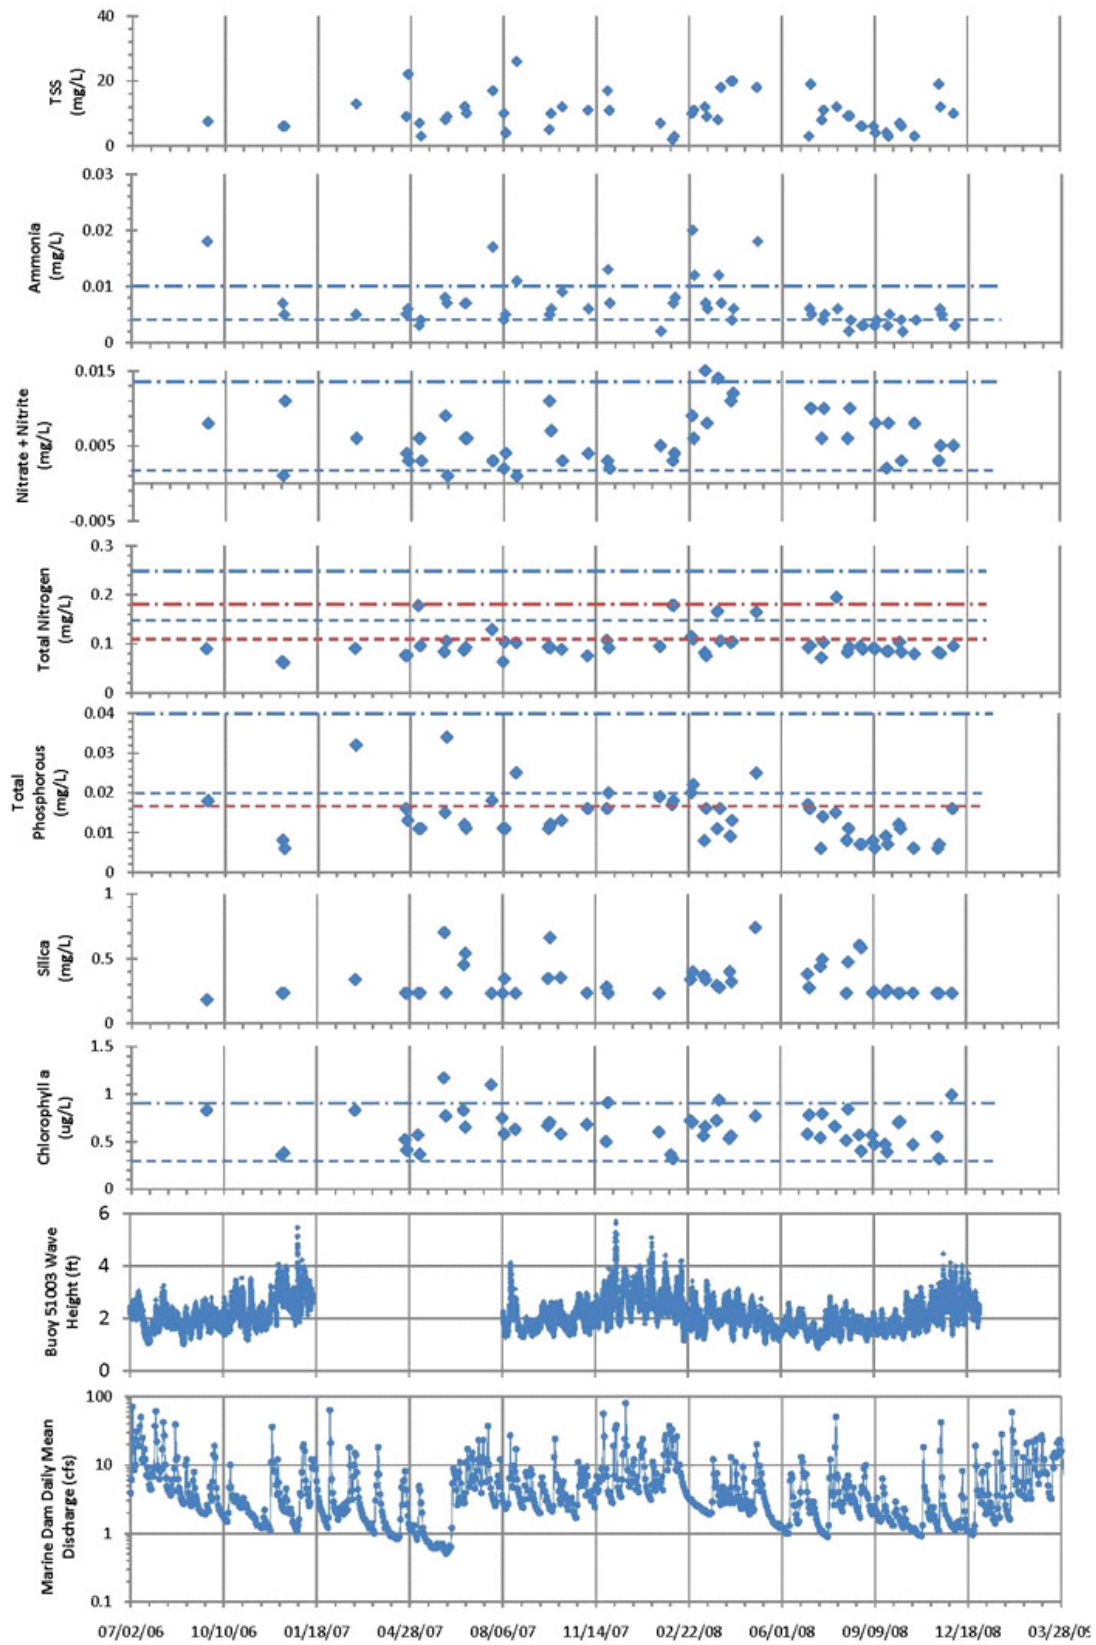 40
20
0
TSS
(mg/L)
0.03
0.02
0.01
0
Ammonia
(mg/L)
0.015
0.005
-0.005
Nitrate + Nitrite
(mg/L)
0.3
0.2
0.1
0
Total Nitrogen
(mg/L)
0.04
0.03
0.02
0.01
0
Total
Phosphorous
(mg/L)
1
0.5
0
Silica
(mg/L)
1.5
1
0.5
0
Chlorophyll a
(ug/L)
6
4
2
0
Buoy 51003 Wave
Height (ft)
100
10
1
0.1
Marine Dam Daily Mean
Discharge (cfs)
07/02/06 10/10/06 01/18/07 04/28/07 08/06/07 11/14/07 02/22/08 06/01/08 09/09/08 12/18/08 03/28/09